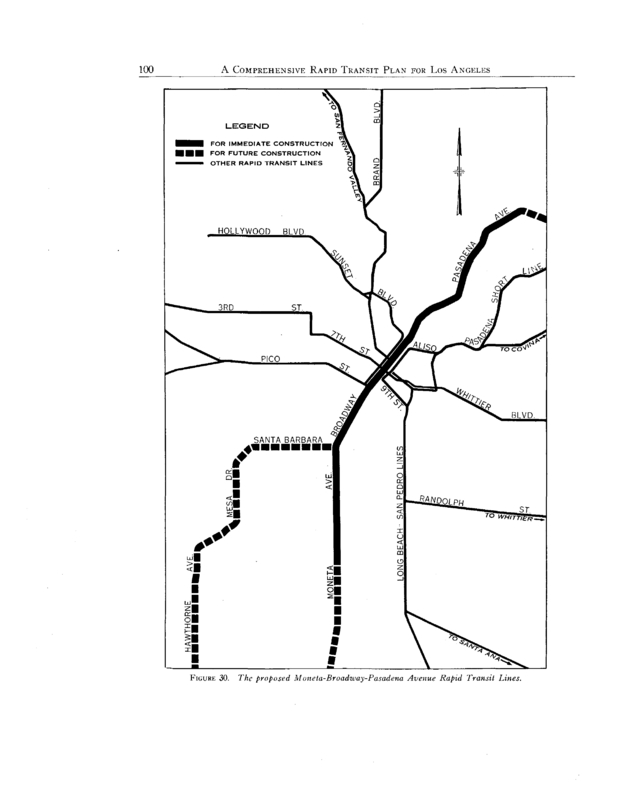 100
A COMPREHENSIVE RAPID TRANSIT PLAN FOR LOS ANGELES
LEGEND
FOR IMMEDIATE CONSTRUCTION
FOR FUTURE CONSTRUCTION
OTHER RAPID TRANSIT LINES
TO SAN FERNANDO VALLEY
BRAND BLVD.
HOLLYWOOD BLVD
SUNSET BLVD.
PASADENA AVE
PASADENA SHORT LINE
3RD ST.
7TH ST
ALISO
TO COVINA
PICO ST
9TH ST.
WHITTIER BLVD.
BROADWAY
SANTA BARBARA
MESA DR.
MONETA AVE.
LONG BEACH - SAN PEDRO LINES
RANDOLPH ST
TO WHITTIER
HAWTHORNE AVE.
TO SANTA ANA
FIGURE 30. The proposed Moneta-Broadway-Pasadena Avenue Rapid Transit Lines.